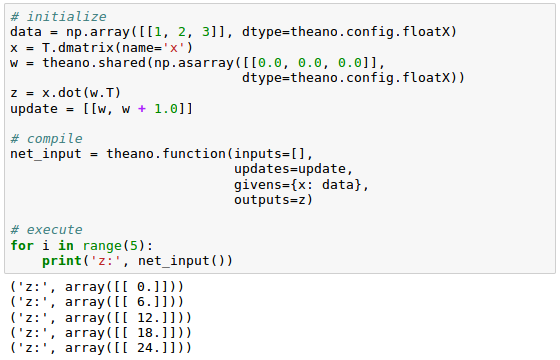 # initialize
data = np.array([[1, 2, 3]], dtype=theano.config.floatX)
x = T.dmatrix(name='x')
w = theano.shared(np.asarray([[0.0, 0.0, 0.0]],
                             dtype=theano.config.floatX))
z = x.dot(w.T)
update = [[w, w + 1.0]]

# compile
net_input = theano.function(inputs=[],
                            updates=update,
                            givens={x: data},
                            outputs=z)

# execute
for i in range(5):
    print('z:', net_input())
('z:', array([[ 0.]]))
('z:', array([[ 6.]]))
('z:', array([[ 12.]]))
('z:', array([[ 18.]]))
('z:', array([[ 24.]]))